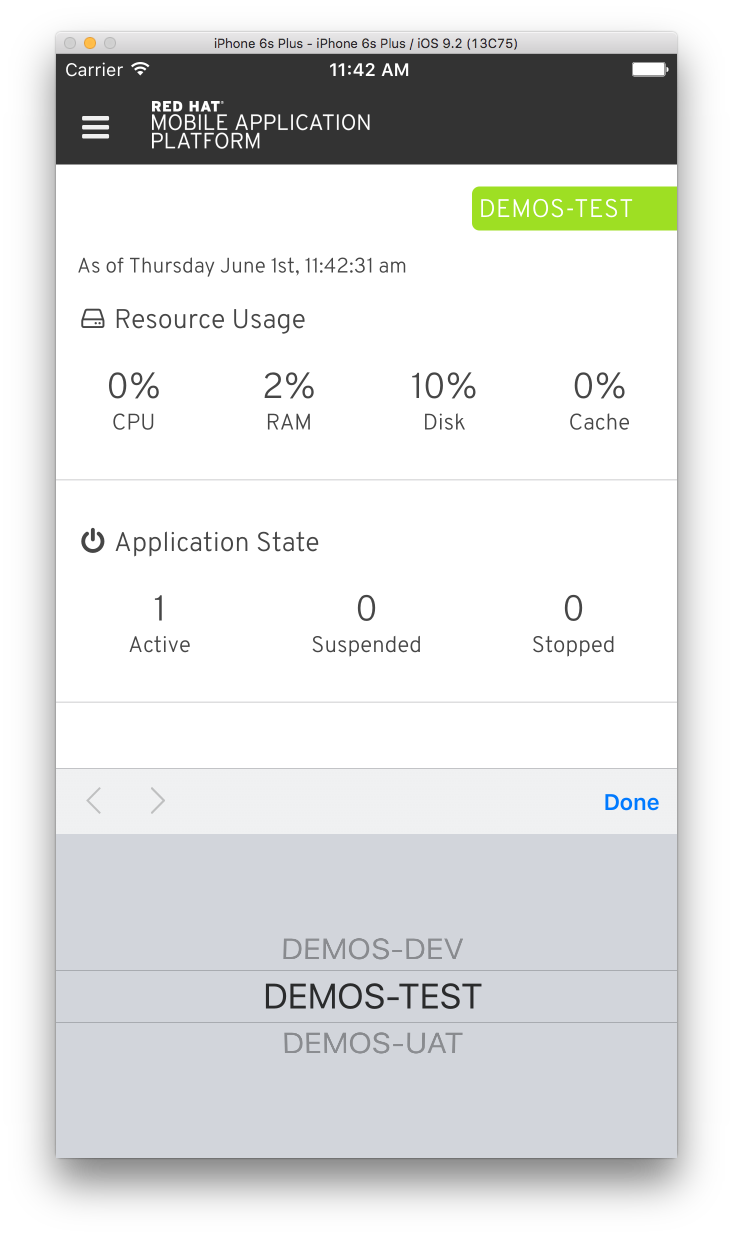 iPhone 6s Plus - iPhone 6s Plus / iOS 9.2 (13C75)
Carrier 11:42 AM
RED HAT®
MOBILE APPLICATION
PLATFORM
DEMOS-TEST
As of Thursday June 1st, 11:42:31 am
Resource Usage
0% 2% 10% 0%
CPU RAM Disk Cache
Application State
1 0 0
Active Suspended Stopped
Done
DEMOS-DEV
DEMOS-TEST
DEMOS-UAT